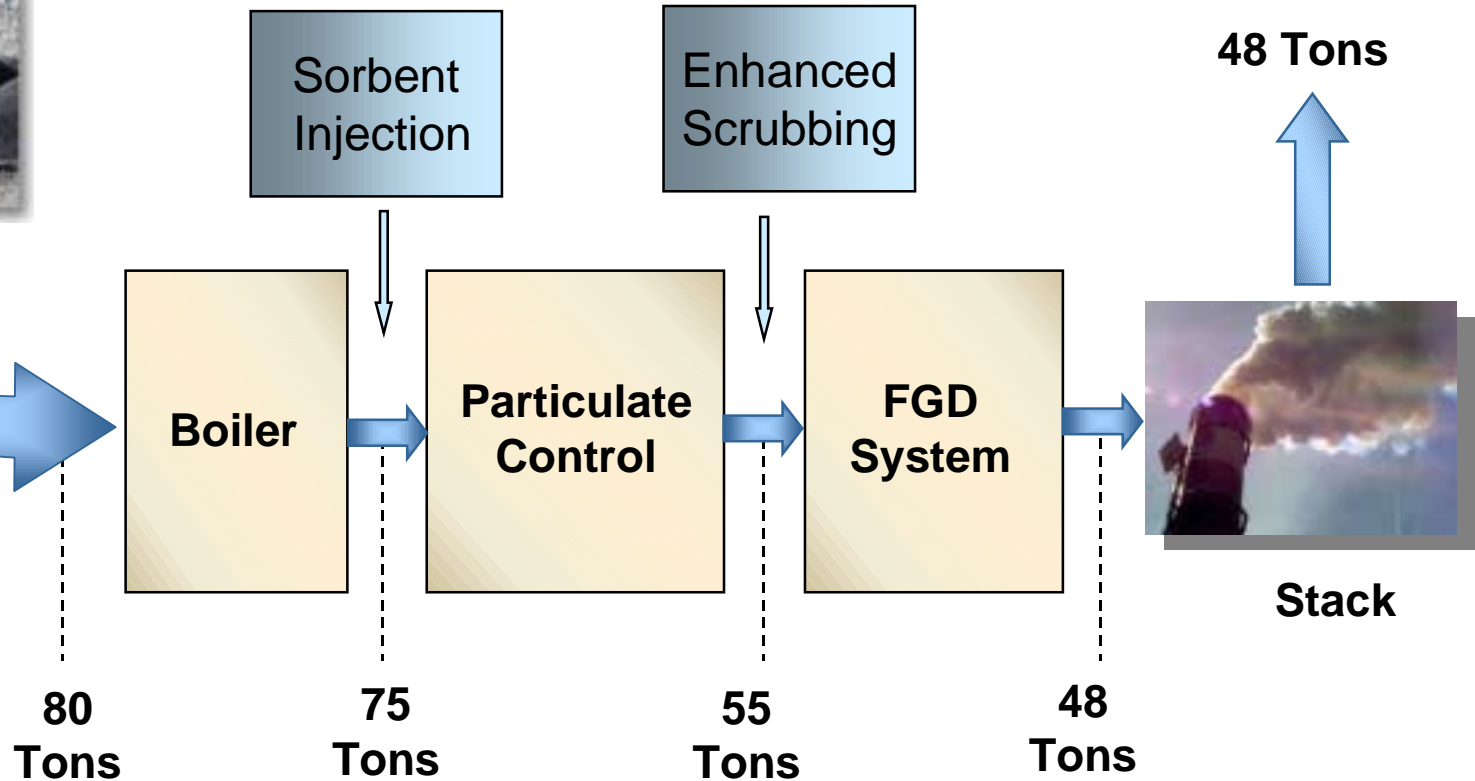 Sorbent
Injection
Enhanced
Scrubbing
48 Tons
Boiler
Particulate
Control
FGD
System
Stack
80
Tons
75
Tons
55
Tons
48
Tons